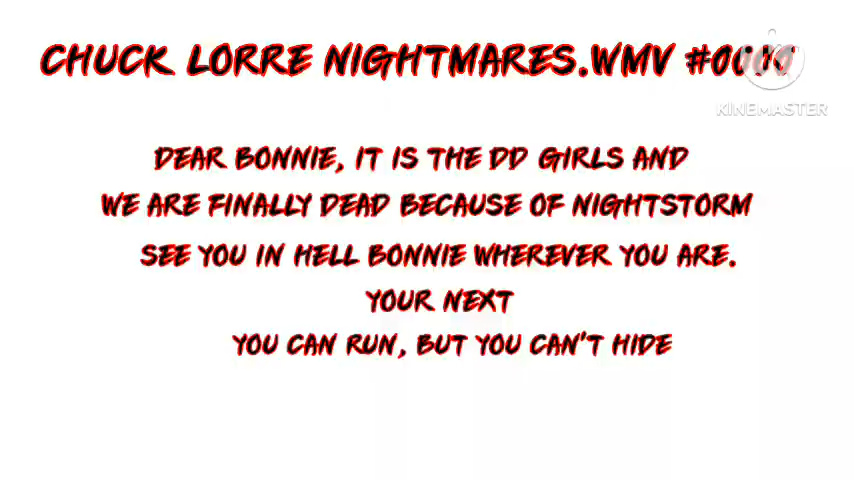 CHUCK LORRE NIGHTMARES.WMV #0000
KINEMASTER
DEAR BONNIE, IT IS THE DD GIRLS AND
WE ARE FINALLY DEAD BECAUSE OF NIGHTSTORM
SEE YOU IN HELL BONNIE WHEREVER YOU ARE.
YOUR NEXT
YOU CAN RUN, BUT YOU CAN'T HIDE